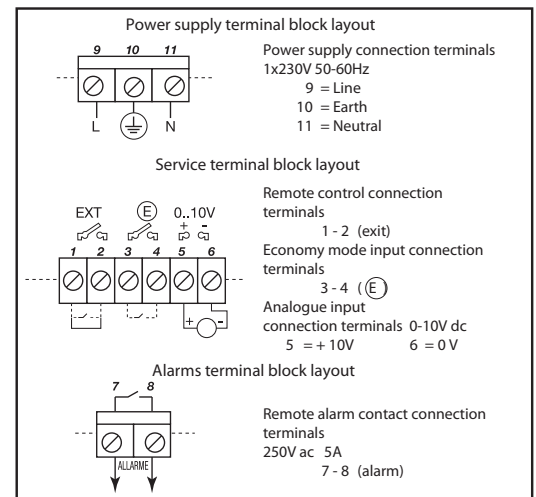 Power supply terminal block layout
9 10 11
L N
Power supply connection terminals
1x230V 50-60Hz
9 = Line
10 = Earth
11 = Neutral
Service terminal block layout
EXT E 0..10V
+ -
1 2 3 4 5 6
+ -
Remote control connection
terminals
1 - 2 (exit)
Economy mode input connection
terminals
3 - 4 ( E )
Analogue input
connection terminals 0-10V dc
5 = + 10V 6 = 0 V
Alarms terminal block layout
7 8
ALLARME
Remote alarm contact connection
terminals
250V ac 5A
7 - 8 (alarm)